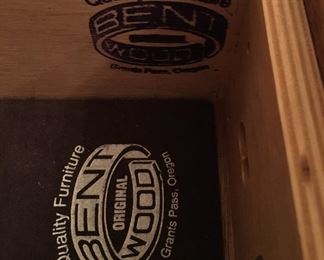 BENT
WOOD
Grants Pass, Oregon
Quality Furniture
BENT
ORIGINAL
WOOD
Grants Pass, Oregon